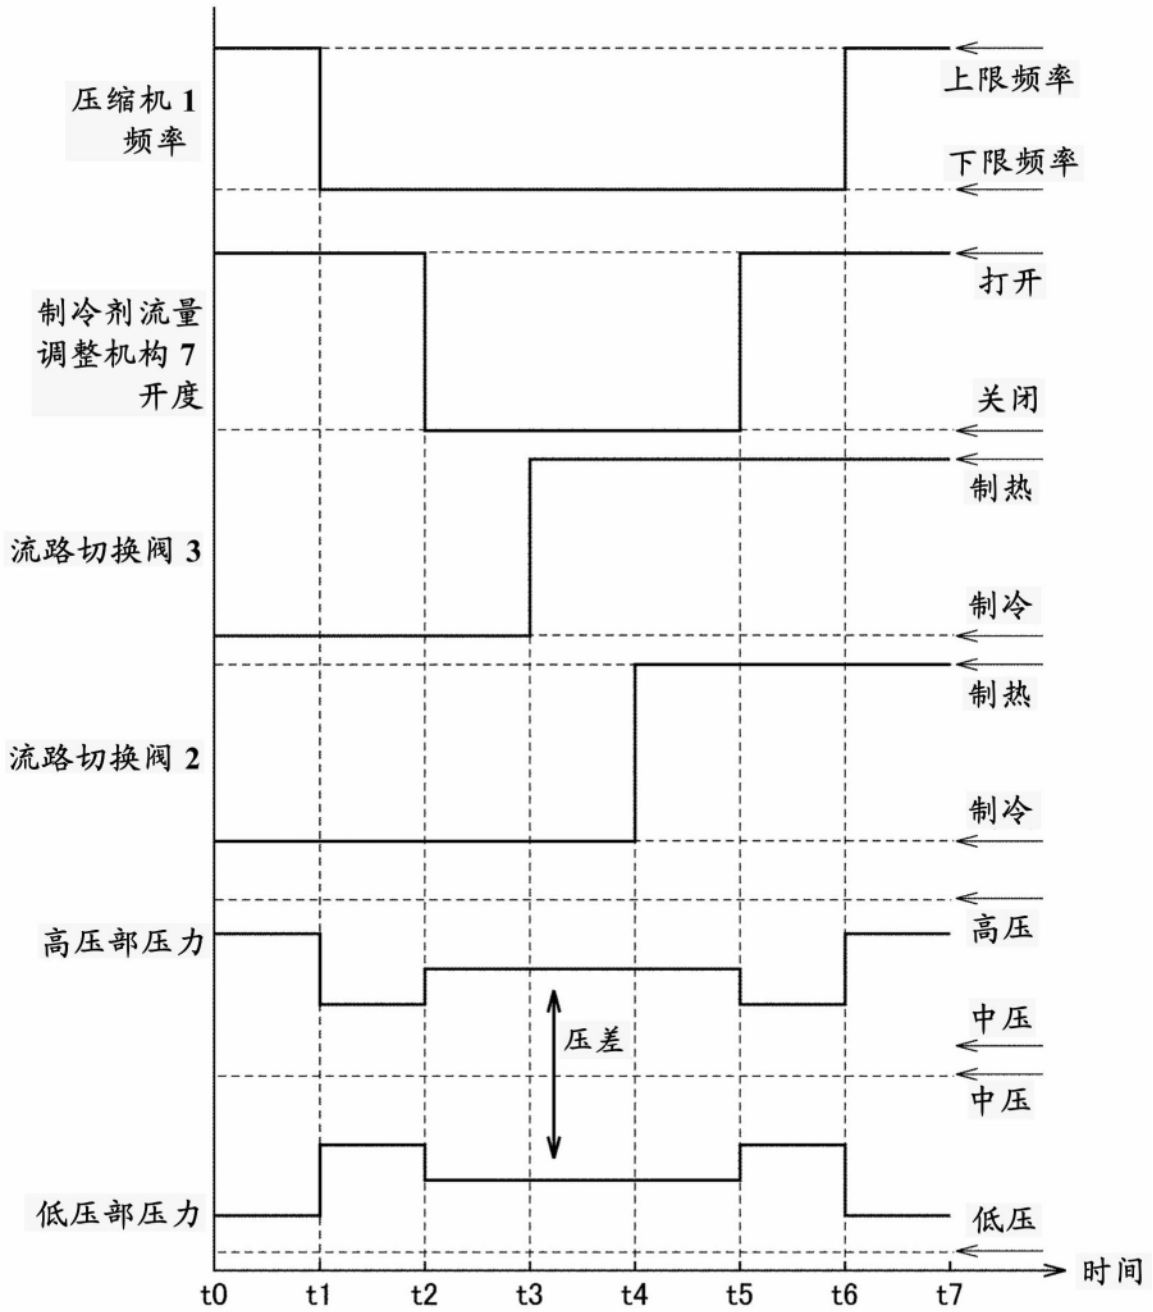 压缩机 1
频率
上限频率
下限频率
制冷剂流量
调整机构 7
开度
打开
关闭
流路切换阀 3
制热
制冷
流路切换阀 2
制热
制冷
高压部压力
高压
压差
中压
中压
低压部压力
低压
时间
t0 t1 t2 t3 t4 t5 t6 t7